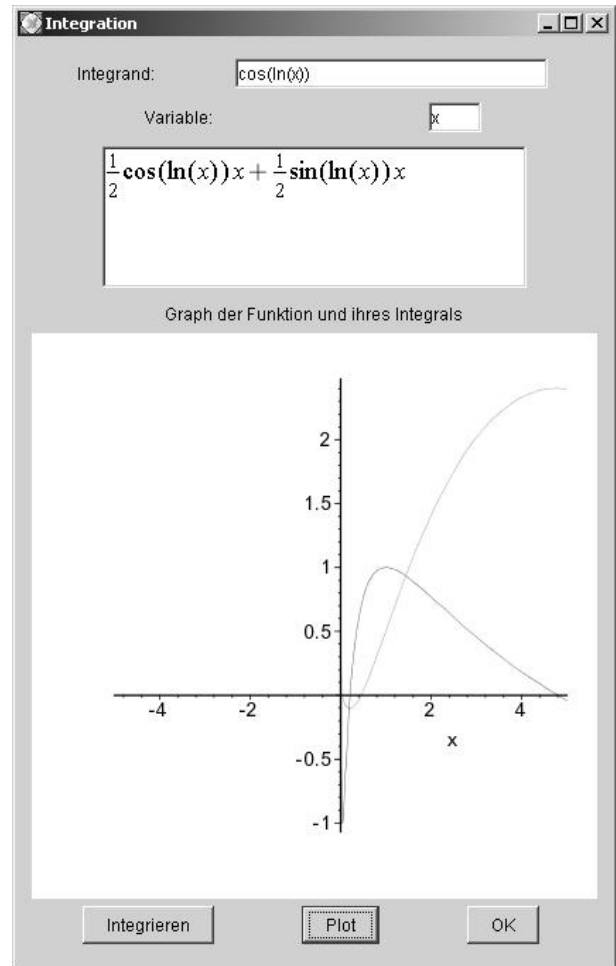 Integration
Integrand: cos(ln(x))
Variable: x
1/2 cos(ln(x)) x + 1/2 sin(ln(x)) x
Graph der Funktion und ihres Integrals
2
1.5
1
0.5
-4 -2 2 4
x
-0.5
-1
Integrieren Plot OK